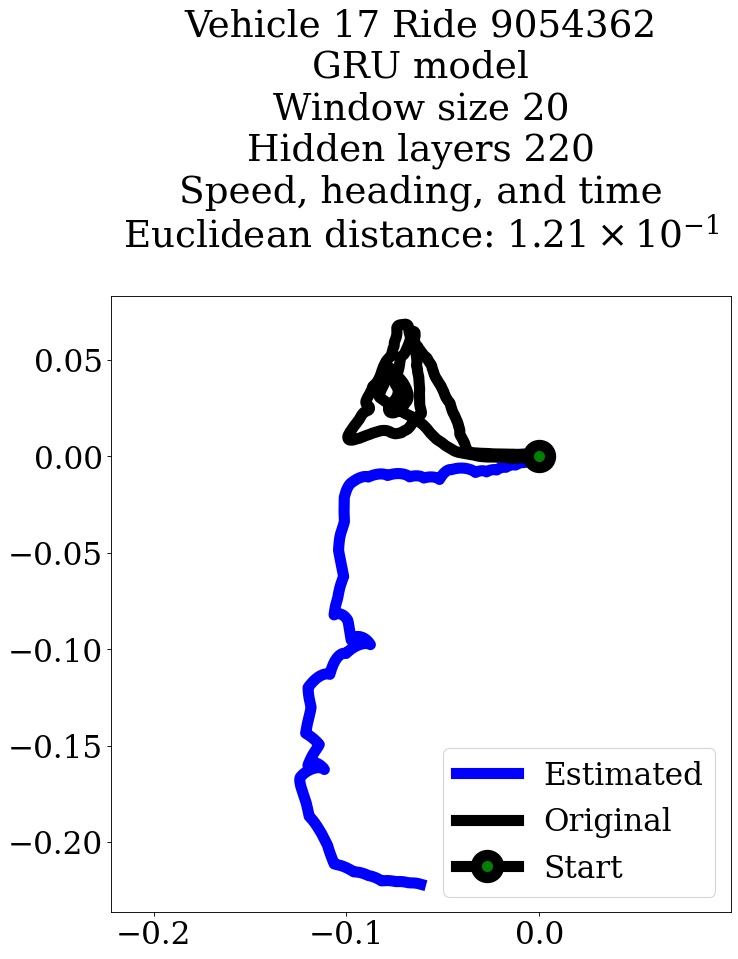 Vehicle 17 Ride 9054362
GRU model
Window size 20
Hidden layers 220
Speed, heading, and time
Euclidean distance: 1.21 × 10⁻¹
0.05
0.00
−0.05
−0.10
−0.15
−0.20
Estimated
Original
Start
−0.2
−0.1
0.0